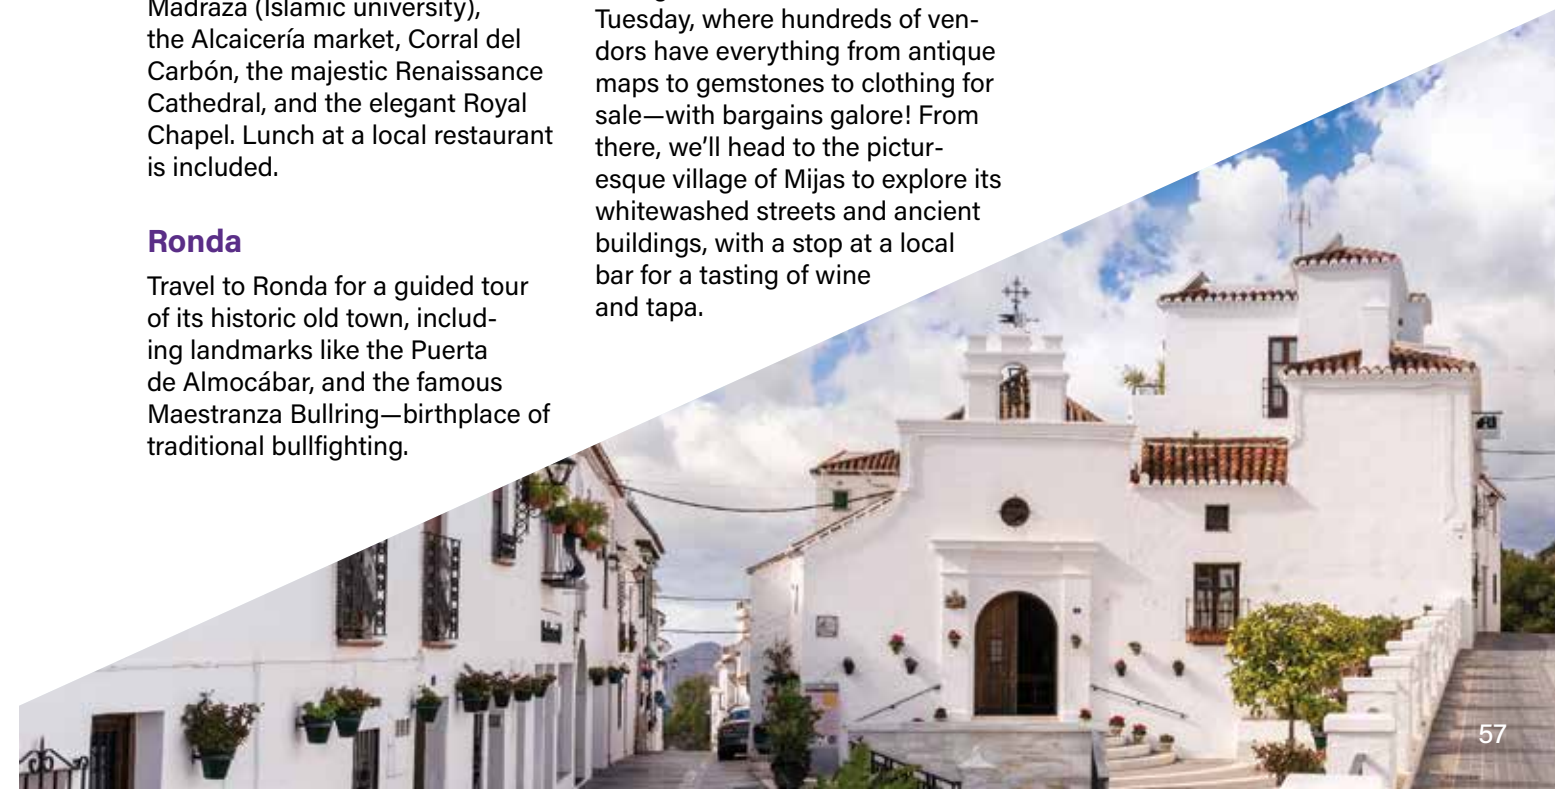 Madraza (Islamic university),
the Alcaicería market, Corral del
Carbón, the majestic Renaissance
Cathedral, and the elegant Royal
Chapel. Lunch at a local restaurant
is included.
Ronda
Travel to Ronda for a guided tour
of its historic old town, includ-
ing landmarks like the Puerta
de Almocábar, and the famous
Maestranza Bullring—birthplace of
traditional bullfighting.
Tuesday, where hundreds of ven-
dors have everything from antique
maps to gemstones to clothing for
sale—with bargains galore! From
there, we’ll head to the pictur-
esque village of Mijas to explore its
whitewashed streets and ancient
buildings, with a stop at a local
bar for a tasting of wine
and tapa.
57